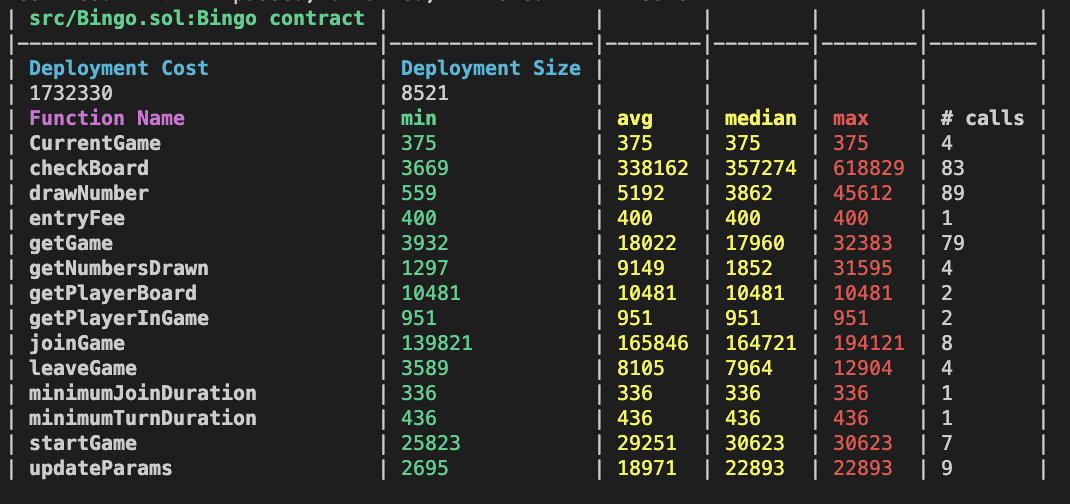 | src/Bingo.sol:Bingo contract | | | | | |
|------------------------------|-----------------|--------|--------|--------|---------|
| Deployment Cost | Deployment Size | | | | |
| 1732330 | 8521 | | | | |
| Function Name | min | avg | median | max | # calls |
| CurrentGame | 375 | 375 | 375 | 375 | 4 |
| checkBoard | 3669 | 338162 | 357274 | 618829 | 83 |
| drawNumber | 559 | 5192 | 3862 | 45612 | 89 |
| entryFee | 400 | 400 | 400 | 400 | 1 |
| getGame | 3932 | 18022 | 17960 | 32383 | 79 |
| getNumbersDrawn | 1297 | 9149 | 1852 | 31595 | 4 |
| getPlayerBoard | 10481 | 10481 | 10481 | 10481 | 2 |
| getPlayerInGame | 951 | 951 | 951 | 951 | 2 |
| joinGame | 139821 | 165846 | 164721 | 194121 | 8 |
| leaveGame | 3589 | 8105 | 7964 | 12904 | 4 |
| minimumJoinDuration | 336 | 336 | 336 | 336 | 1 |
| minimumTurnDuration | 436 | 436 | 436 | 436 | 1 |
| startGame | 25823 | 29251 | 30623 | 30623 | 7 |
| updateParams | 2695 | 18971 | 22893 | 22893 | 9 |